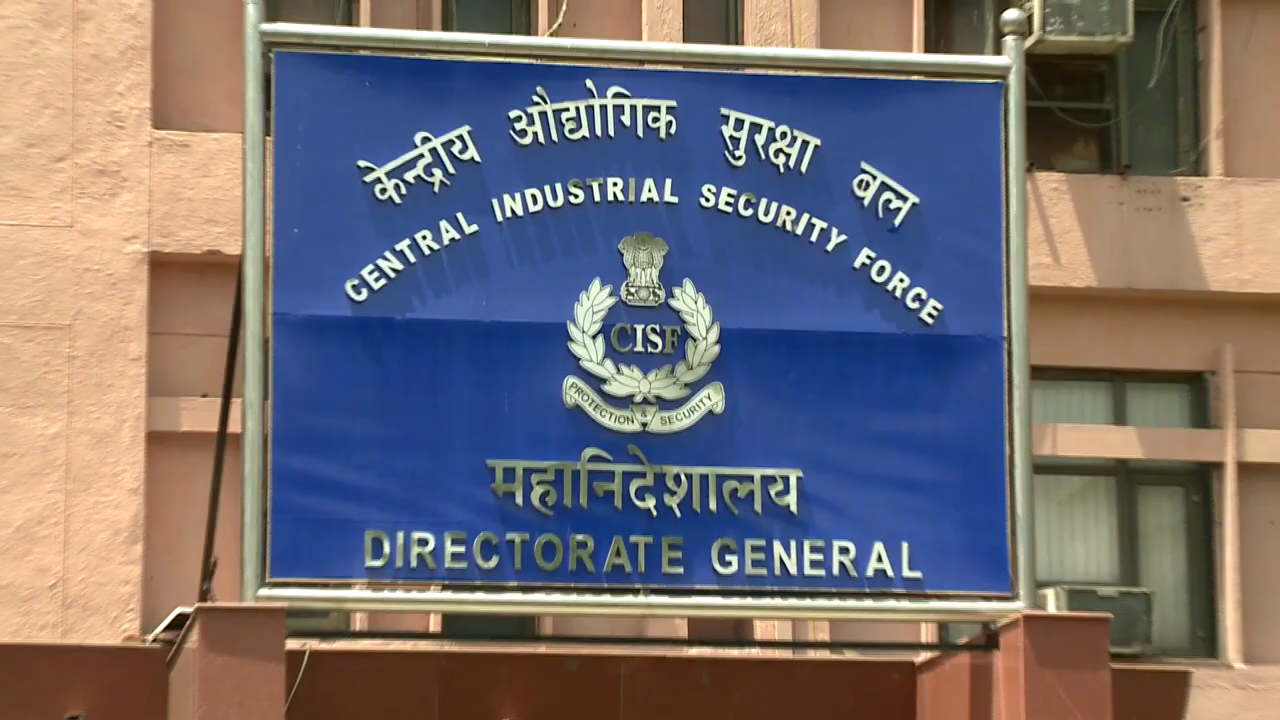 केन्द्रीय औद्योगिक सुरक्षा बल
CENTRAL INDUSTRIAL SECURITY FORCE
CISF
PROTECTION & SECURITY
महानिदेशालय
DIRECTORATE GENERAL